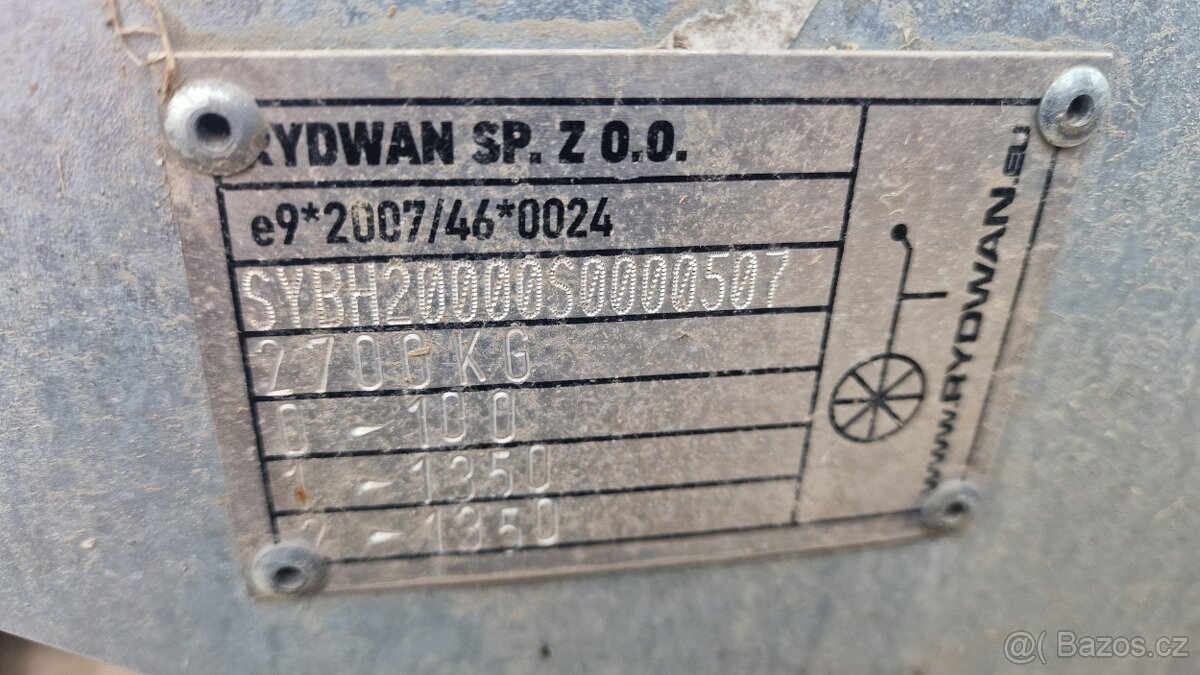 RYDWAN SP. Z O.O.
e9*2007/46*0024
SYBH20000S0000507
2700KG
0 - 100
1 - 1350
2 - 1350
WWW.RYDWAN.EU
@( Bazos.cz